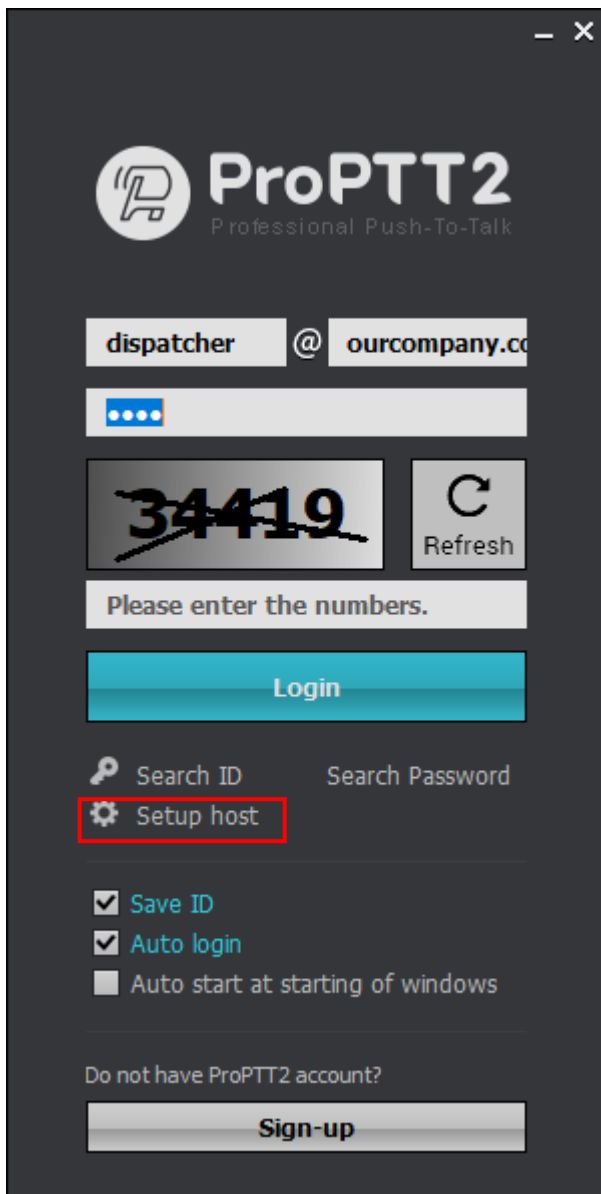 ProPTT2
Professional Push-To-Talk
dispatcher @ ourcompany.co
••••
34419
Refresh
Please enter the numbers.
Login
Search ID Search Password
Setup host
Save ID
Auto login
Auto start at starting of windows
Do not have ProPTT2 account?
Sign-up